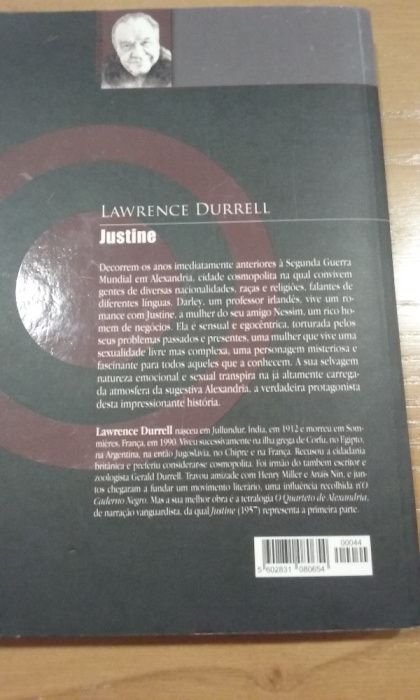 LAWRENCE DURRELL
Justine
Decorrem os anos imediatamente anteriores à Segunda Guerra
Mundial em Alexandria, cidade cosmopolita na qual convivem
gentes de diversas nacionalidades, raças e religiões, falantes de
diferentes línguas. Darley, um professor irlandês, vive um ro-
mance com Justine, a mulher do seu amigo Nessim, um rico ho-
mem de negócios. Ela é sensual e egocêntrica, torturada pelos
seus problemas passados e presentes, uma mulher que vive uma
sexualidade livre mas complexa, uma personagem misteriosa e
fascinante para todos aqueles que a conhecem. A sua selvagem
natureza emocional e sexual transpira na já altamente carrega-
da atmosfera da sugestiva Alexandria, a verdadeira protagonista
desta impressionante história.
Lawrence Durrell nasceu em Jullundur, Índia, em 1912 e morreu em Som-
mières, França, em 1990. Viveu sucessivamente na ilha grega de Corfu, no Egipto,
na Argentina, na então Jugoslávia, no Chipre e na França. Recusou a cidadania
britânica e preferiu considerar-se cosmopolita. Foi irmão do também escritor e
zoologista Gerald Durrell. Travou amizade com Henry Miller e Anaïs Nin, e jun-
tos chegaram a fundar um movimento literário, uma influência recolhida n'O
Caderno Negro. Mas a sua melhor obra é a tetralogia O Quarteto de Alexandria,
de narração vanguardista, da qual Justine (1957) representa a primeira parte.
00044
5 602831 080654